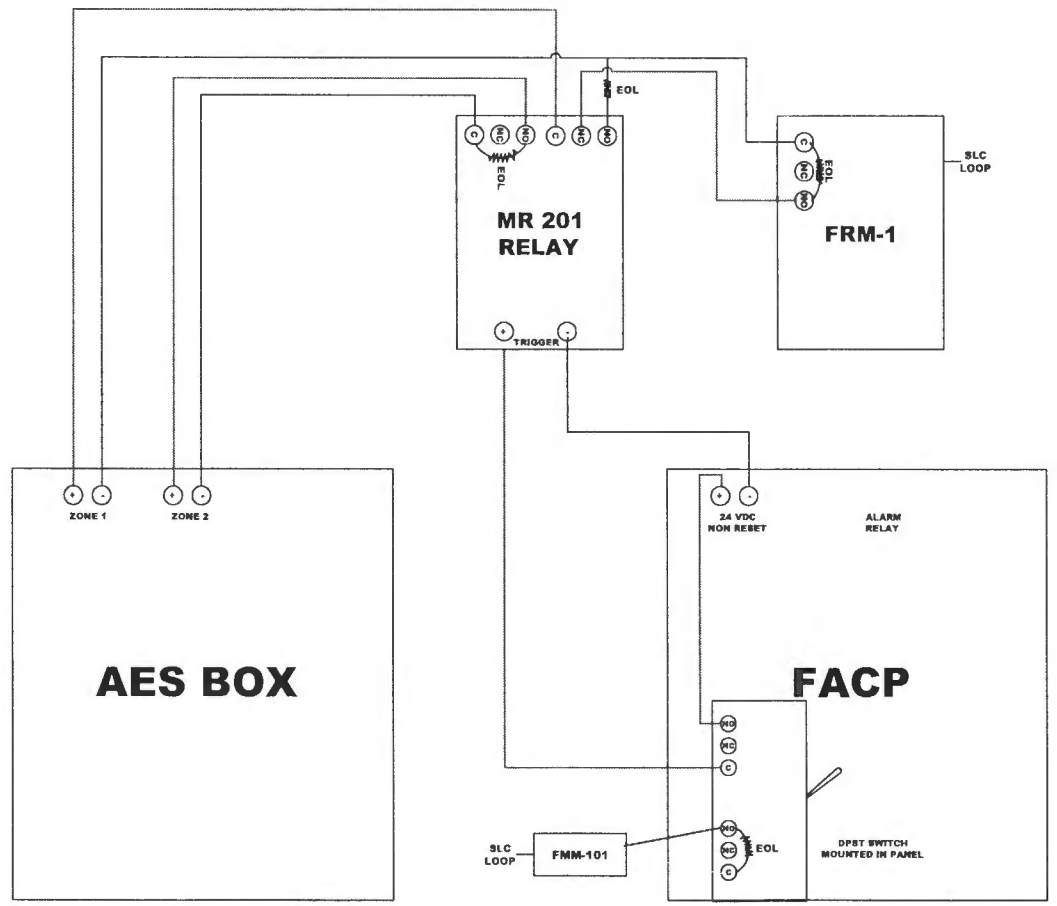 EOL
C
NC
NO
C
NC
NO
EOL
MR 201
RELAY
+
-
TRIGGER
C
NC
NO
EOL
FRM-1
SLC
LOOP
+
-
+
-
ZONE 1
ZONE 2
AES BOX
+
-
24 VDC
NON RESET
ALARM
RELAY
FACP
NO
NC
C
NO
NC
C
EOL
SLC
LOOP
FMM-101
DPST SWITCH
MOUNTED IN PANEL